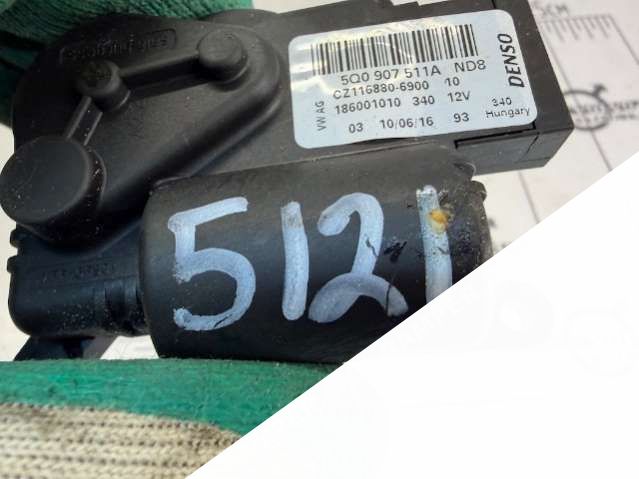 5Q0 907 511A ND8
CZ116880-6900 10
186001010 340 12V
VW AG
03 10/06/16 93
340
Hungary
DENSO
5121